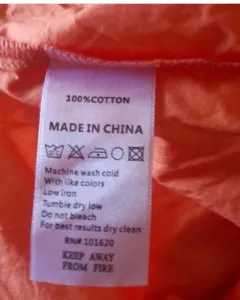 100%COTTON
MADE IN CHINA
Machine wash cold
With like colors
Low iron
Tumble dry low
Do not bleach
For best results dry clean
RN# 101620
KEEP AWAY
FROM FIRE